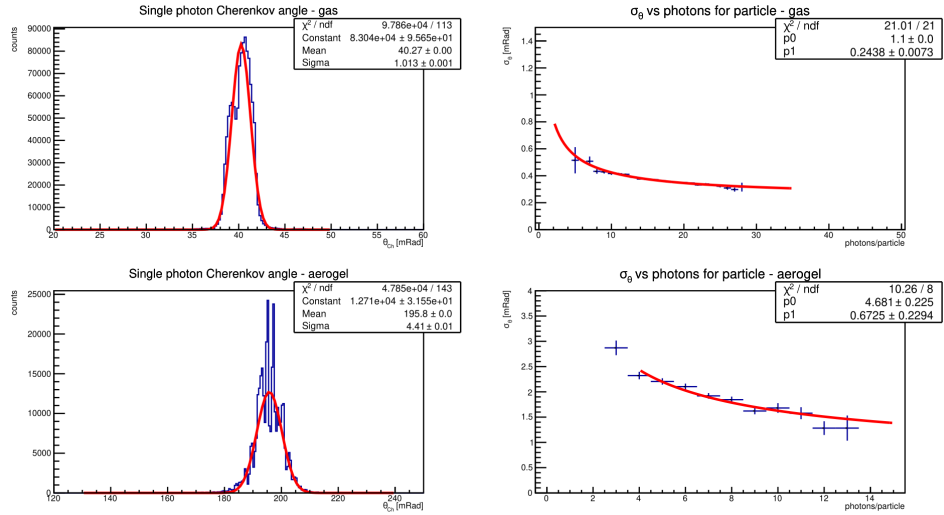 Single photon Cherenkov angle - gas
counts
90000
80000
70000
60000
50000
40000
30000
20000
10000
0
20 25 30 35 40 45 50 55 60
θCh [mRad]
χ² / ndf 9.786e+04 / 113
Constant 8.304e+04 ± 9.565e+01
Mean 40.27 ± 0.00
Sigma 1.013 ± 0.001
σθ vs photons for particle - gas
σθ [mRad]
1.4
1.2
1
0.8
0.6
0.4
0.2
0
0 10 20 30 40 50
photons/particle
χ² / ndf 21.01 / 21
p0 1.1 ± 0.0
p1 0.2438 ± 0.0073
Single photon Cherenkov angle - aerogel
counts
25000
20000
15000
10000
5000
0
120 140 160 180 200 220 240
θCh [mRad]
χ² / ndf 4.785e+04 / 143
Constant 1.271e+04 ± 3.155e+01
Mean 195.8 ± 0.0
Sigma 4.41 ± 0.01
σθ vs photons for particle - aerogel
σθ [mRad]
4
3.5
3
2.5
2
1.5
1
0.5
0
0 2 4 6 8 10 12 14
photons/particle
χ² / ndf 10.26 / 8
p0 4.681 ± 0.225
p1 0.6725 ± 0.2294